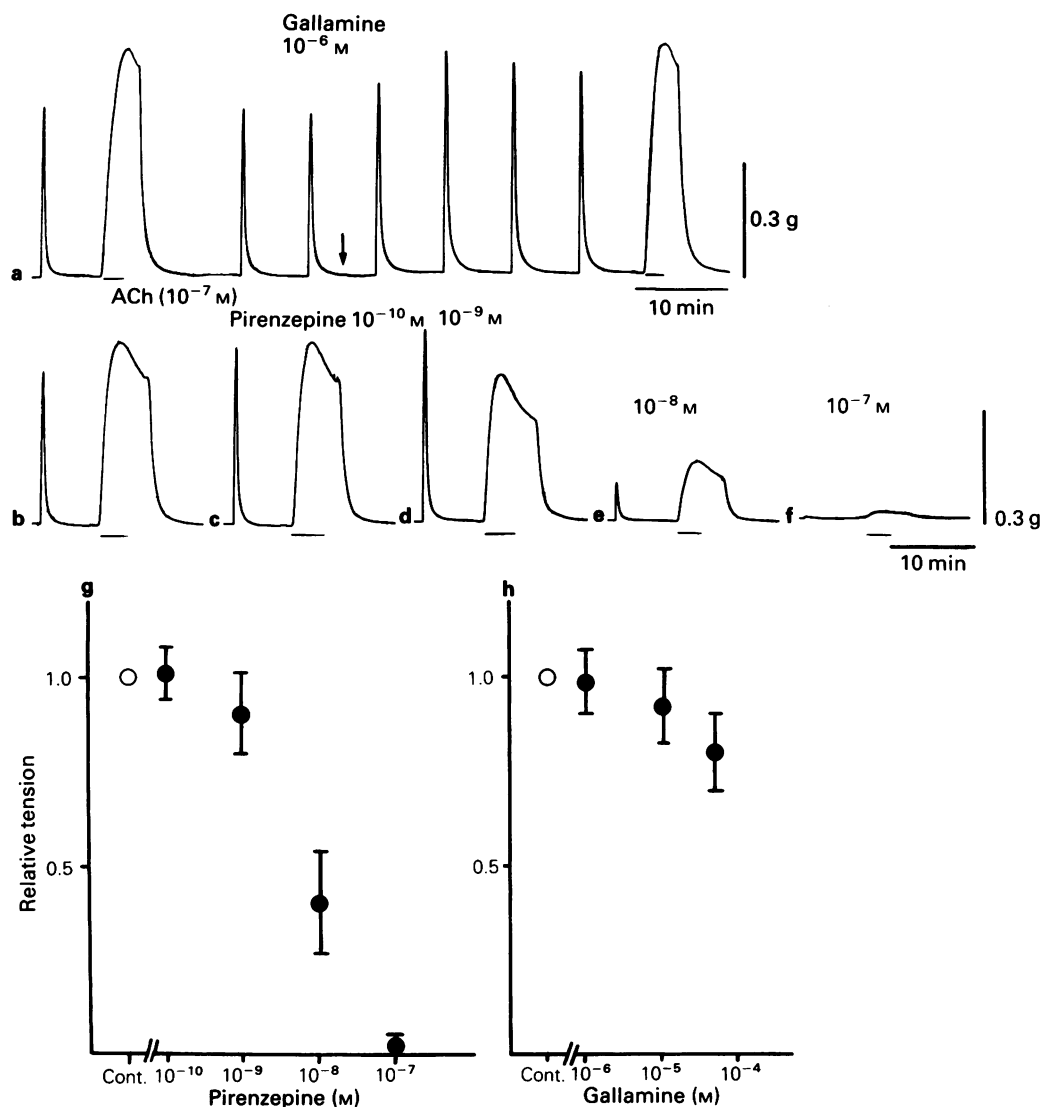 Gallamine
10⁻⁶ M
a
0.3 g
ACh (10⁻⁷ M)
10 min
Pirenzepine 10⁻¹⁰ M 10⁻⁹ M
10⁻⁸ M 10⁻⁷ M
b c d e f 0.3 g
10 min
g h
1.0 1.0
0.5 0.5
Relative tension
Cont. 10⁻¹⁰ 10⁻⁹ 10⁻⁸ 10⁻⁷ Cont. 10⁻⁶ 10⁻⁵ 10⁻⁴
Pirenzepine (M) Gallamine (M)